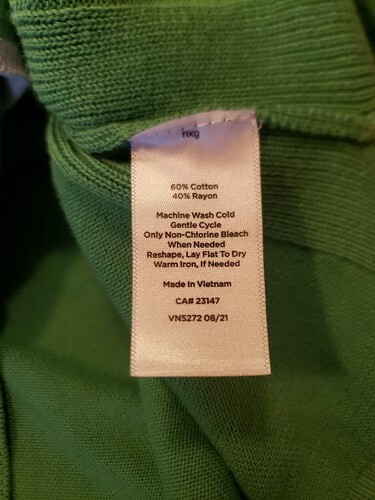 60% Cotton
40% Rayon
Machine Wash Cold
Gentle Cycle
Only Non-Chlorine Bleach
When Needed
Reshape, Lay Flat To Dry
Warm Iron, If Needed
Made in Vietnam
CA# 23147
VN5272 08/21